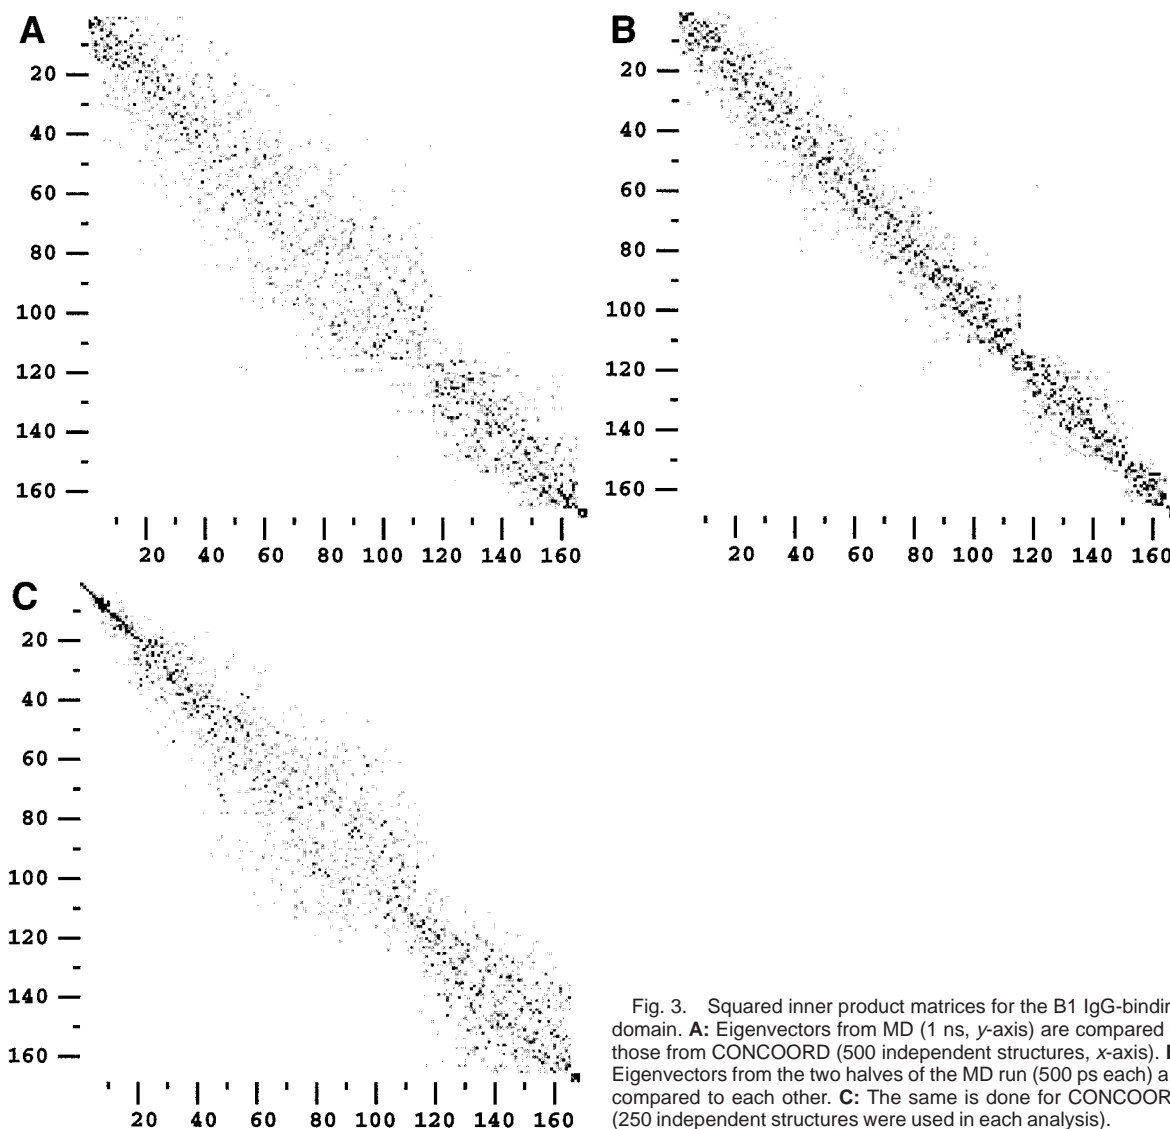 A
20
40
60
80
100
120
140
160
20 40 60 80 100 120 140 160
B
20
40
60
80
100
120
140
160
20 40 60 80 100 120 140 160
C
20
40
60
80
100
120
140
160
20 40 60 80 100 120 140 160
Fig. 3. Squared inner product matrices for the B1 IgG-bindin
domain. A: Eigenvectors from MD (1 ns, y-axis) are compared
those from CONCOORD (500 independent structures, x-axis).
Eigenvectors from the two halves of the MD run (500 ps each) a
compared to each other. C: The same is done for CONCOOR
(250 independent structures were used in each analysis).